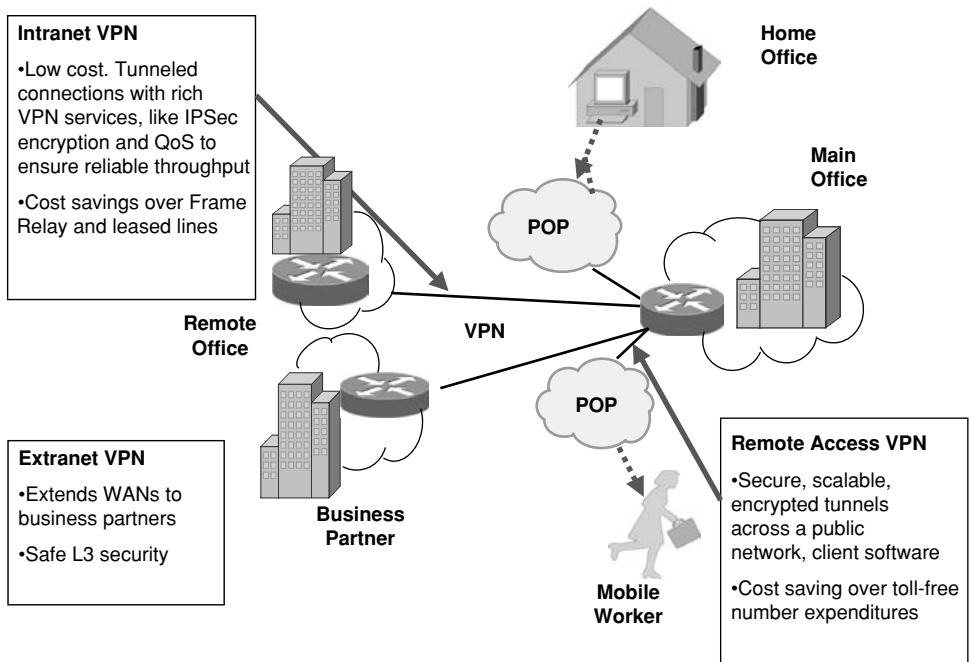 Intranet VPN
•Low cost. Tunneled
connections with rich
VPN services, like IPSec
encryption and QoS to
ensure reliable throughput
•Cost savings over Frame
Relay and leased lines
Home
Office
Main
Office
POP
Remote
Office
VPN
POP
Business
Partner
Mobile
Worker
Extranet VPN
•Extends WANs to
business partners
•Safe L3 security
Remote Access VPN
•Secure, scalable,
encrypted tunnels
across a public
network, client software
•Cost saving over toll-free
number expenditures